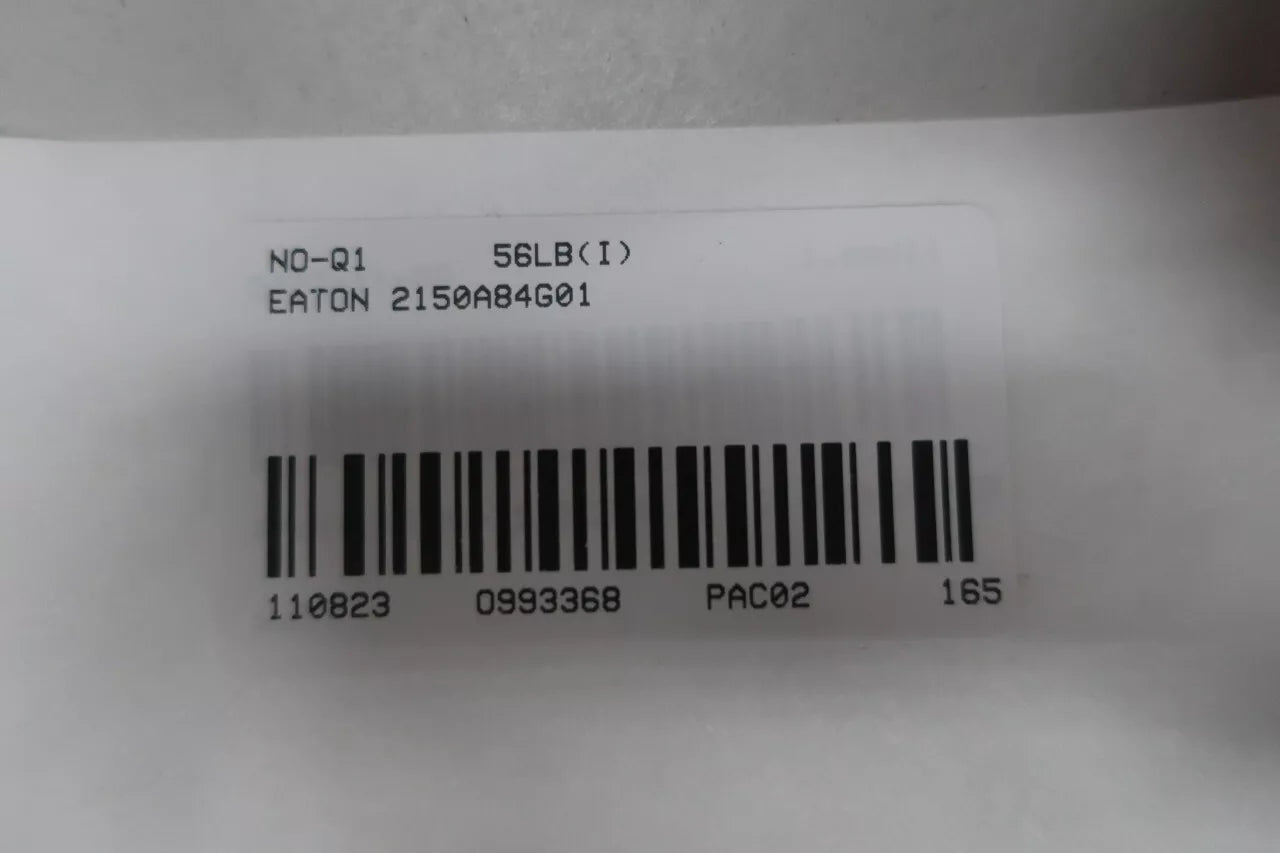 NO-Q1 56LB(I)
EATON 2150A84G01
110823 0993368 PAC02 165